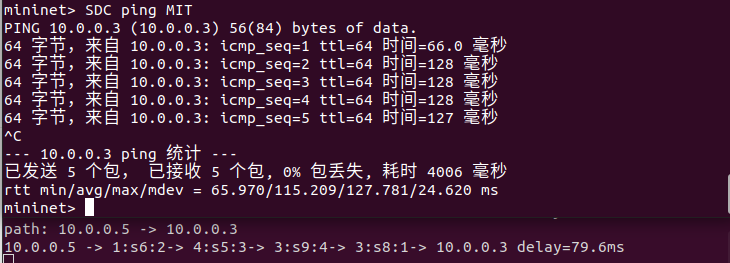 mininet> SDC ping MIT
PING 10.0.0.3 (10.0.0.3) 56(84) bytes of data.
64 字节，来自 10.0.0.3: icmp_seq=1 ttl=64 时间=66.0 毫秒
64 字节，来自 10.0.0.3: icmp_seq=2 ttl=64 时间=128 毫秒
64 字节，来自 10.0.0.3: icmp_seq=3 ttl=64 时间=128 毫秒
64 字节，来自 10.0.0.3: icmp_seq=4 ttl=64 时间=128 毫秒
64 字节，来自 10.0.0.3: icmp_seq=5 ttl=64 时间=127 毫秒
^C
--- 10.0.0.3 ping 统计 ---
已发送 5 个包， 已接收 5 个包, 0% 包丢失, 耗时 4006 毫秒
rtt min/avg/max/mdev = 65.970/115.209/127.781/24.620 ms
mininet>
path: 10.0.0.5 -> 10.0.0.3
10.0.0.5 -> 1:s6:2-> 4:s5:3-> 3:s9:4-> 3:s8:1-> 10.0.0.3 delay=79.6ms